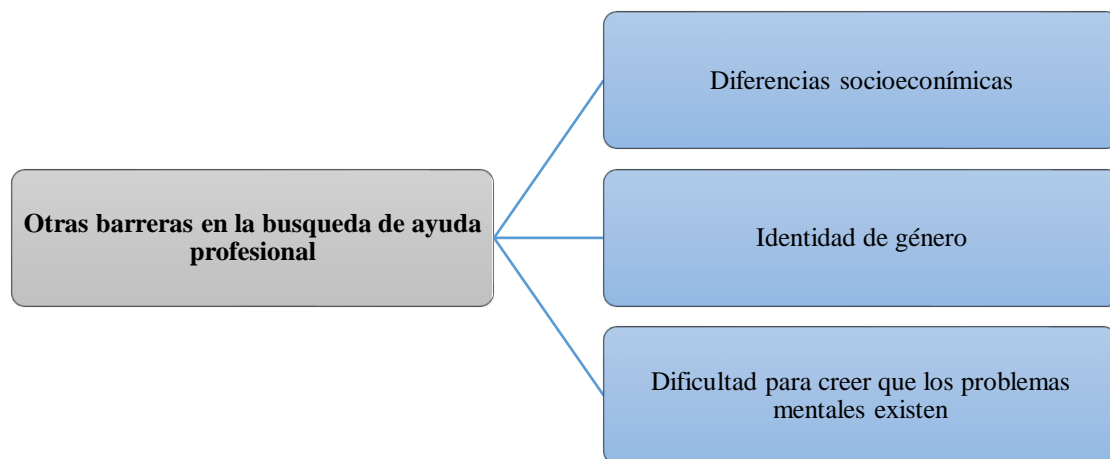 Diferencias socioeconímicas
Otras barreras en la busqueda de ayuda
profesional
Identidad de género
Dificultad para creer que los problemas
mentales existen